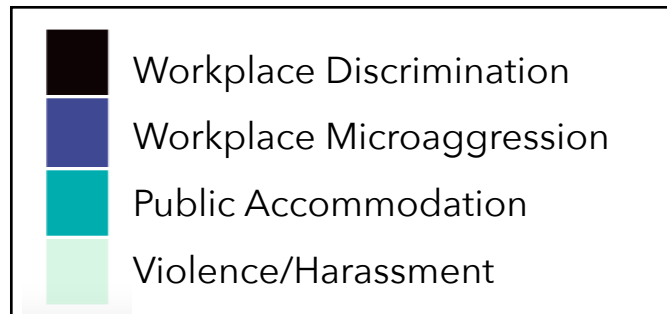 Workplace Discrimination
Workplace Microaggression
Public Accommodation
Violence/Harassment